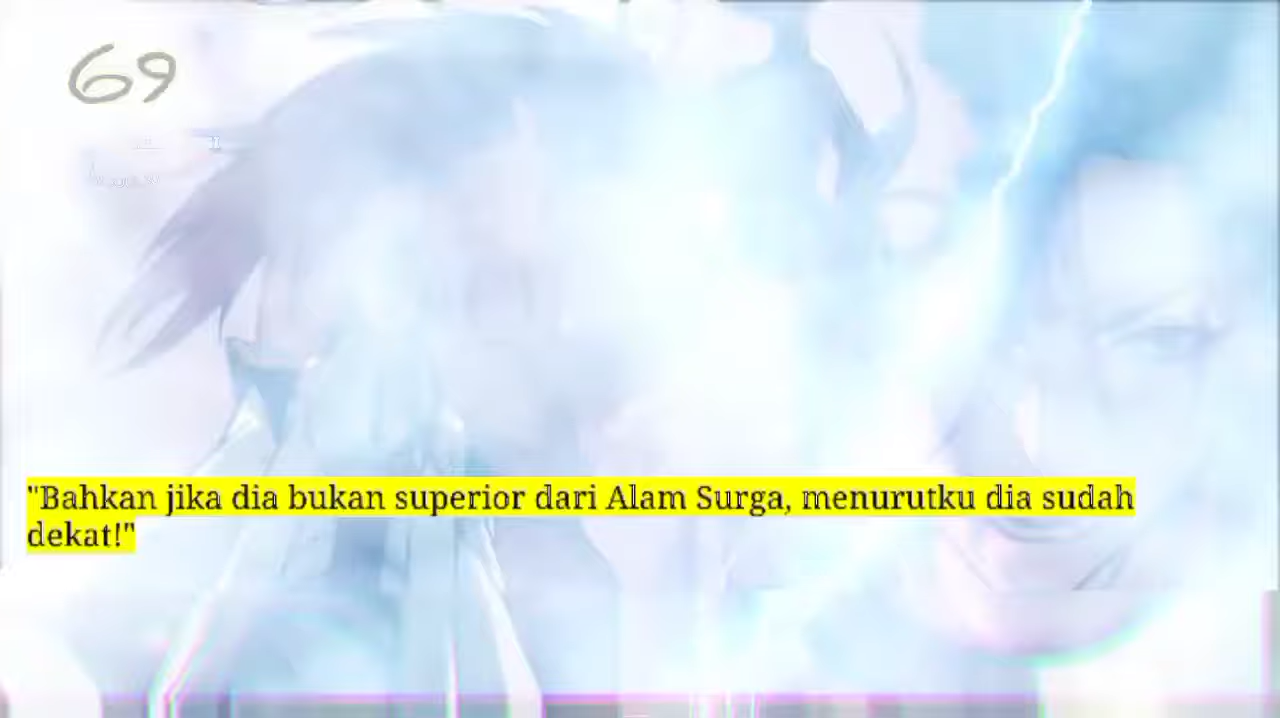 69
"Bahkan jika dia bukan superior dari Alam Surga, menurutku dia sudah
dekat!"